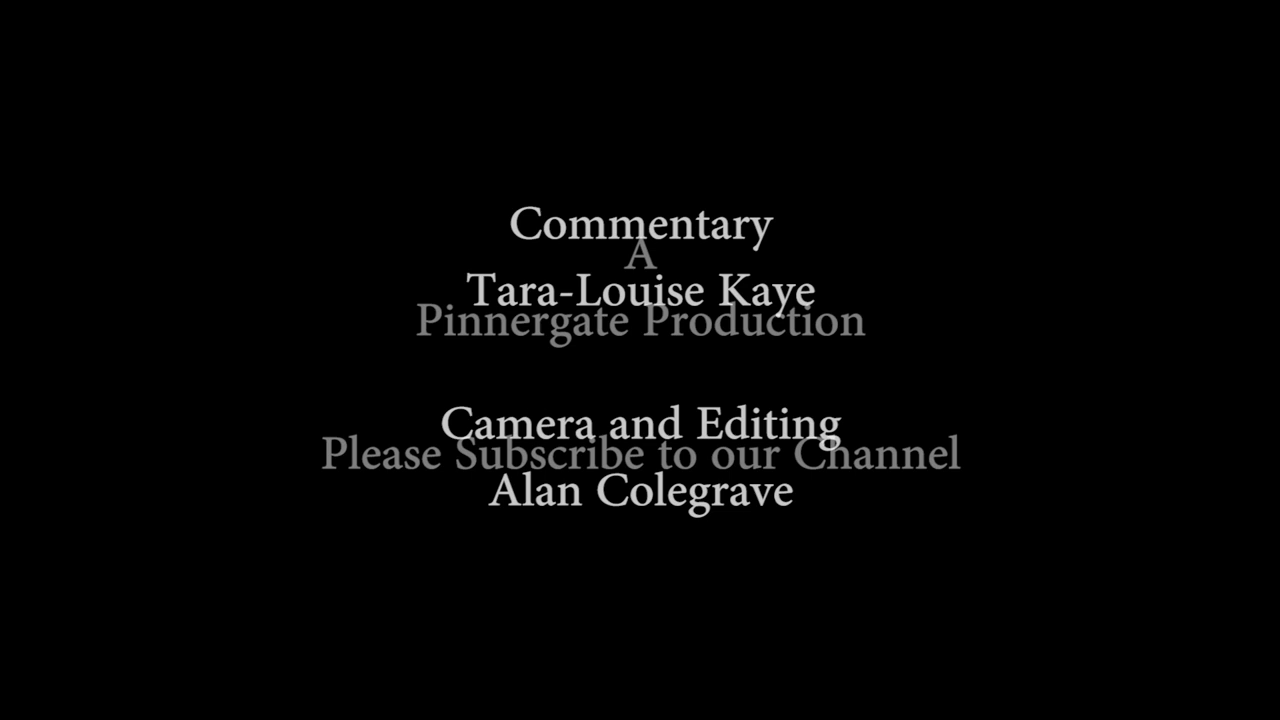 Commentary
A
Tara-Louise Kaye
Pinnergate Production
Camera and Editing
Please Subscribe to our Channel
Alan Colegrave